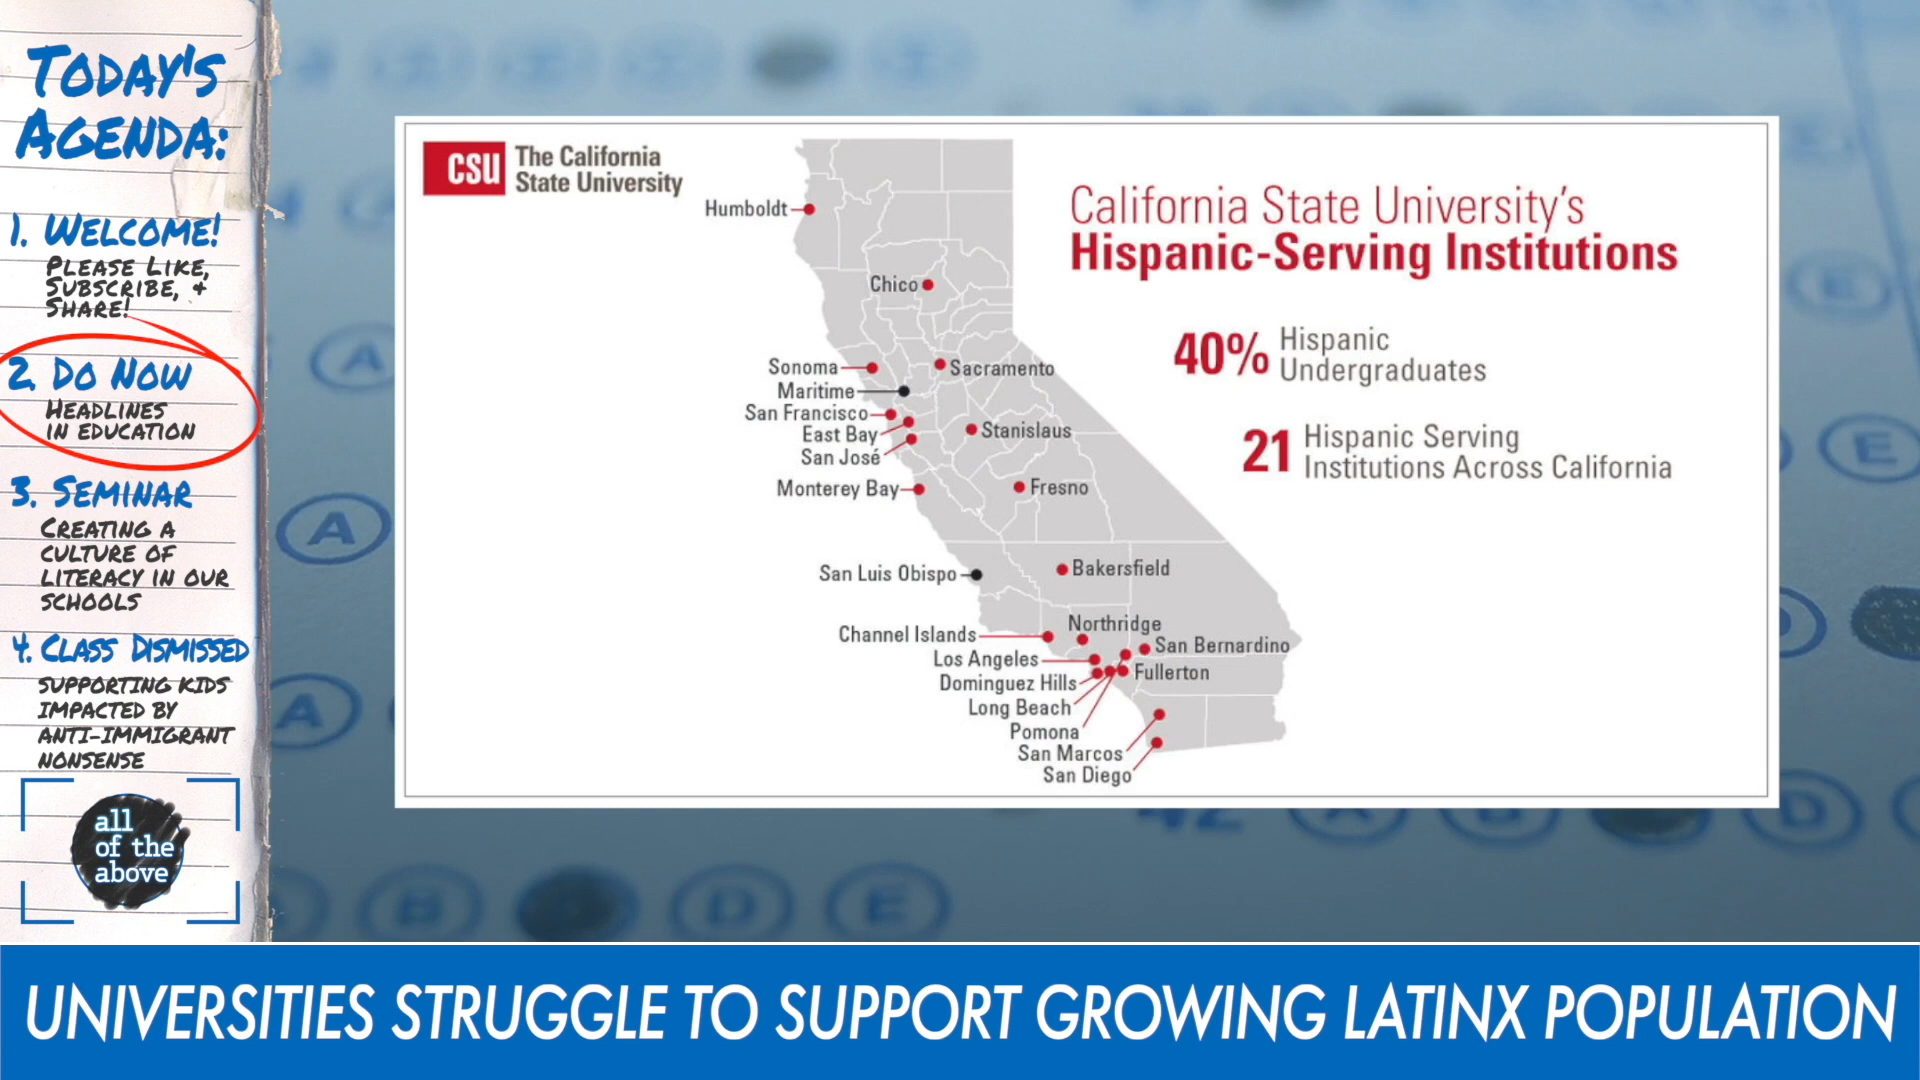 TODAY'S
AGENDA:
1. WELCOME!
PLEASE LIKE,
SUBSCRIBE, +
SHARE!
2. DO NOW
HEADLINES
IN EDUCATION
3. SEMINAR
CREATING A
CULTURE OF
LITERACY IN OUR
SCHOOLS
4. CLASS DISMISSED
SUPPORTING KIDS
IMPACTED BY
ANTI-IMMIGRANT
NONSENSE
all
of the
above
CSU
The California
State University
California State University's
Hispanic-Serving Institutions
40% Hispanic
Undergraduates
21 Hispanic Serving
Institutions Across California
Humboldt
Chico
Sonoma
Sacramento
Maritime
San Francisco
East Bay
Stanislaus
San José
Monterey Bay
Fresno
San Luis Obispo
Bakersfield
Northridge
Channel Islands
San Bernardino
Los Angeles
Fullerton
Dominguez Hills
Long Beach
Pomona
San Marcos
San Diego
A
E
A
E
A
42 A B D
B D E
UNIVERSITIES STRUGGLE TO SUPPORT GROWING LATINX POPULATION